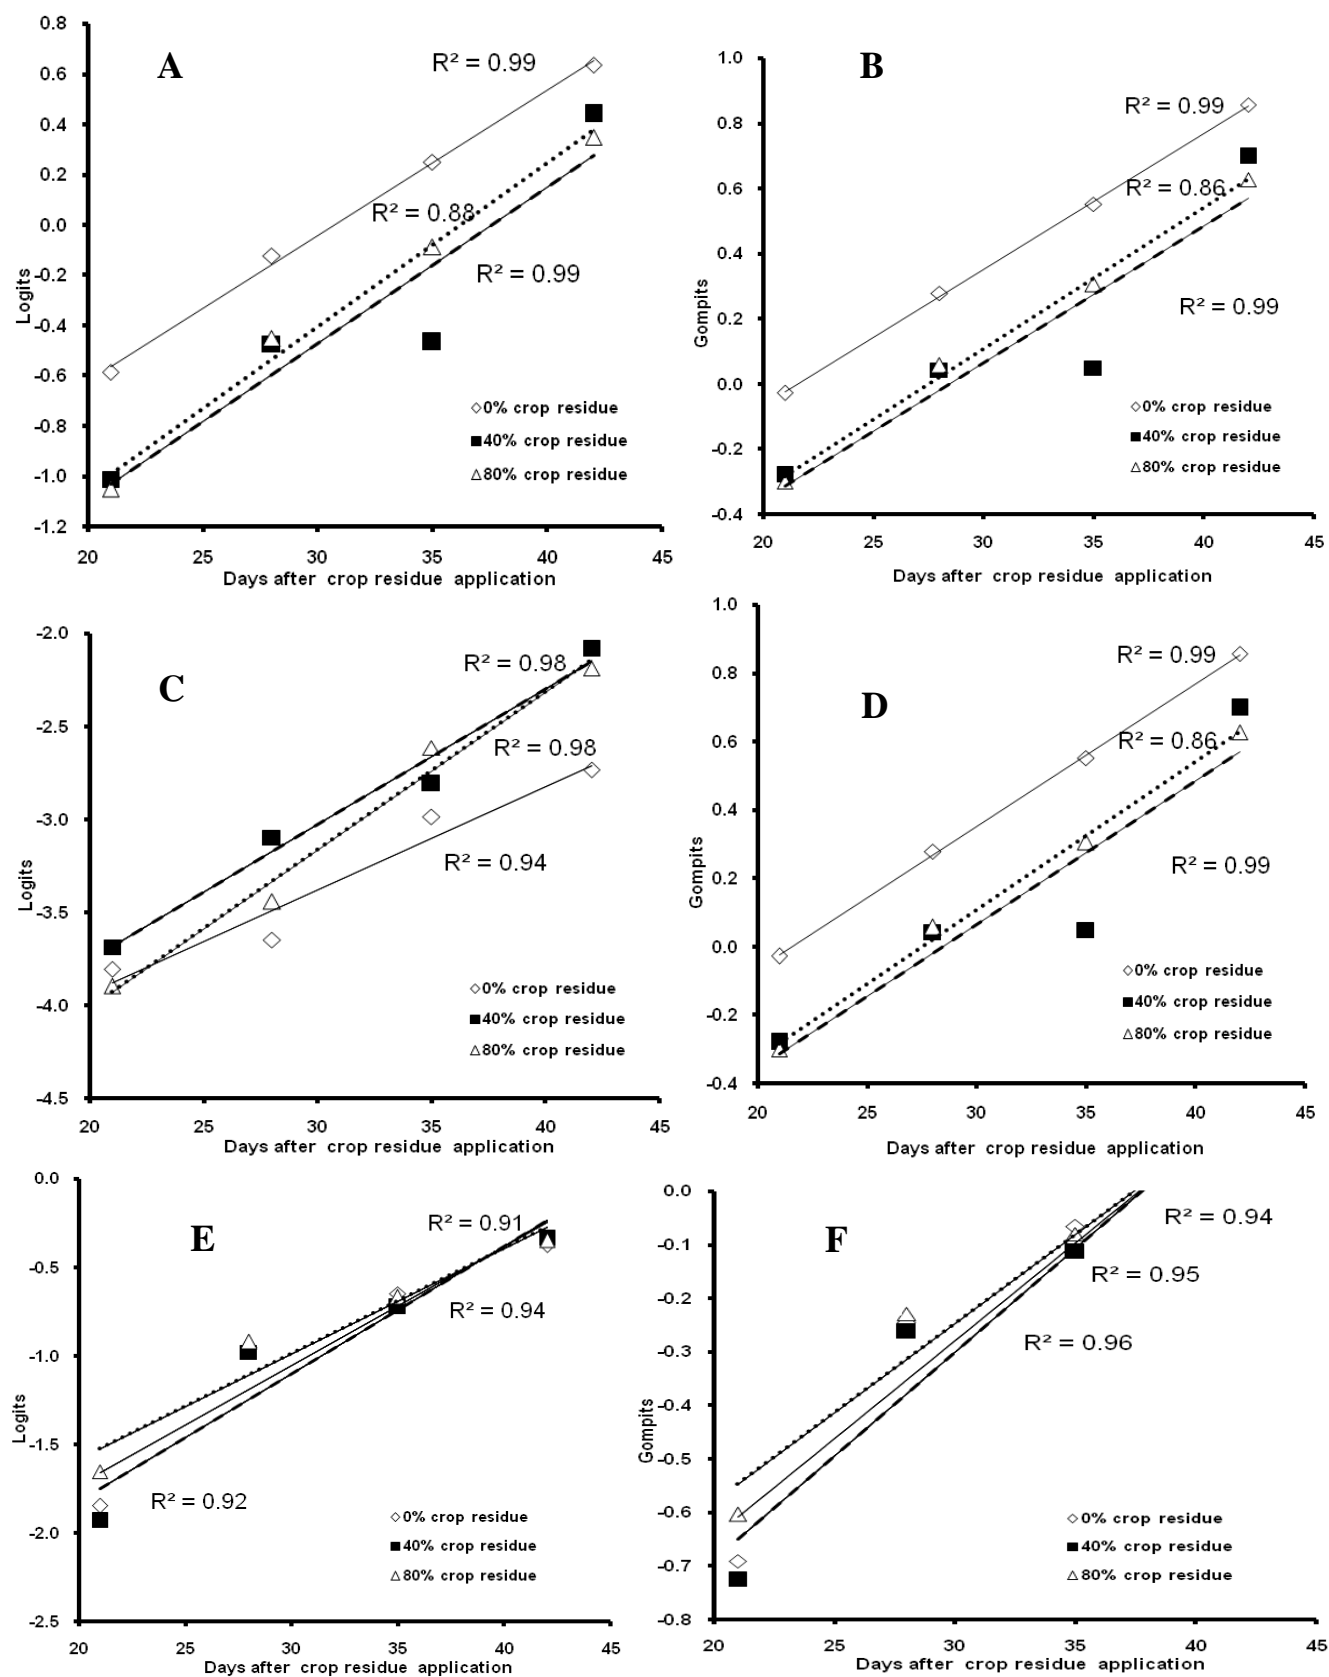 A
0.8
0.6
0.4
0.2
0.0
-0.2
-0.4
-0.6
-0.8
-1.0
-1.2
Logits
R² = 0.99
R² = 0.88
R² = 0.99
0% crop residue
40% crop residue
80% crop residue
20 25 30 35 40 45
Days after crop residue application
B
1.0
0.8
0.6
0.4
0.2
0.0
-0.2
-0.4
Gompits
R² = 0.99
R² = 0.86
R² = 0.99
0% crop residue
40% crop residue
80% crop residue
20 25 30 35 40 45
Days after crop residue application
C
-2.0
-2.5
-3.0
-3.5
-4.0
-4.5
Logits
R² = 0.98
R² = 0.98
R² = 0.94
0% crop residue
40% crop residue
80% crop residue
20 25 30 35 40 45
Days after crop residue application
D
1.0
0.8
0.6
0.4
0.2
0.0
-0.2
-0.4
Gompits
R² = 0.99
R² = 0.86
R² = 0.99
0% crop residue
40% crop residue
80% crop residue
20 25 30 35 40 45
Days after crop residue application
E
0.0
-0.5
-1.0
-1.5
-2.0
-2.5
Logits
R² = 0.91
R² = 0.94
R² = 0.92
0% crop residue
40% crop residue
80% crop residue
20 25 30 35 40 45
Days after crop residue application
F
0.0
-0.1
-0.2
-0.3
-0.4
-0.5
-0.6
-0.7
-0.8
Gompits
R² = 0.94
R² = 0.95
R² = 0.96
0% crop residue
40% crop residue
80% crop residue
20 25 30 35 40 45
Days after crop residue application